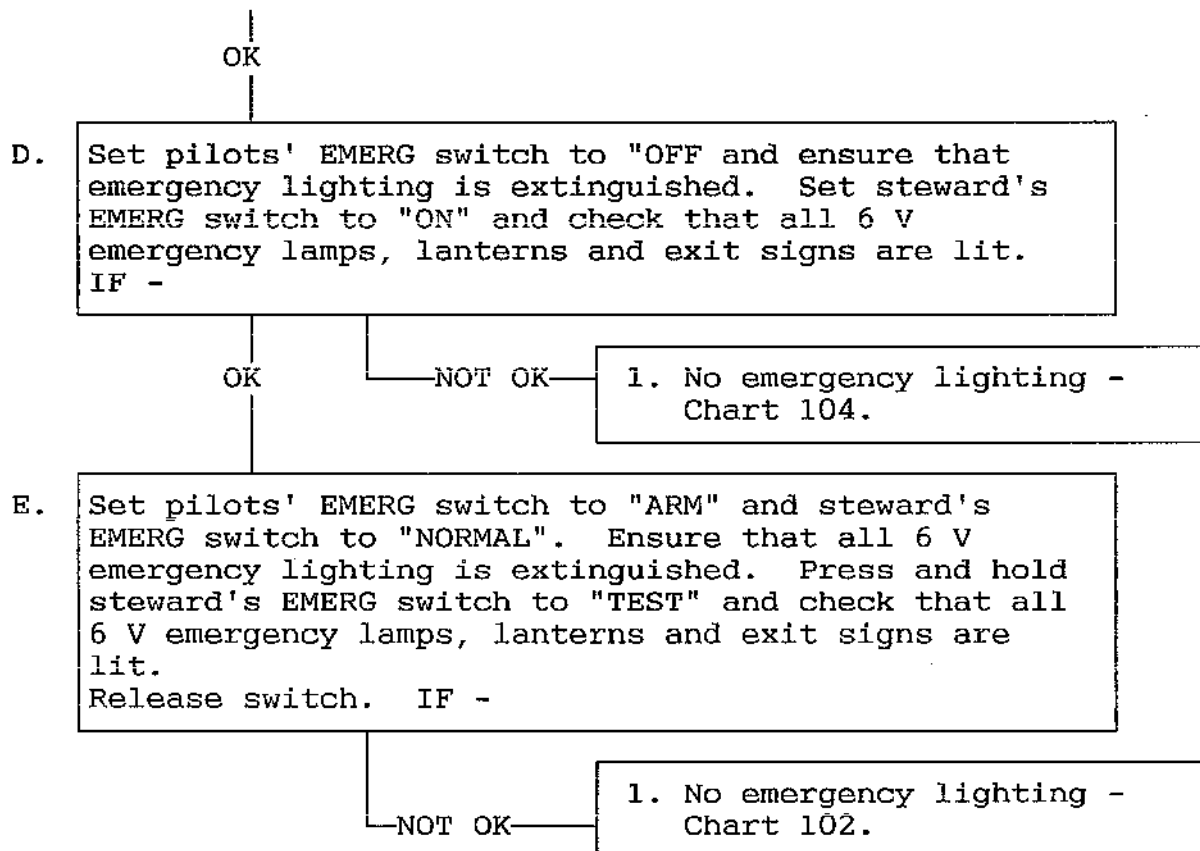 OK
D. Set pilots' EMERG switch to "OFF and ensure that
emergency lighting is extinguished. Set steward's
EMERG switch to "ON" and check that all 6 V
emergency lamps, lanterns and exit signs are lit.
IF -
OK NOT OK 1. No emergency lighting -
Chart 104.
E. Set pilots' EMERG switch to "ARM" and steward's
EMERG switch to "NORMAL". Ensure that all 6 V
emergency lighting is extinguished. Press and hold
steward's EMERG switch to "TEST" and check that all
6 V emergency lamps, lanterns and exit signs are
lit.
Release switch. IF -
1. No emergency lighting -
NOT OK Chart 102.